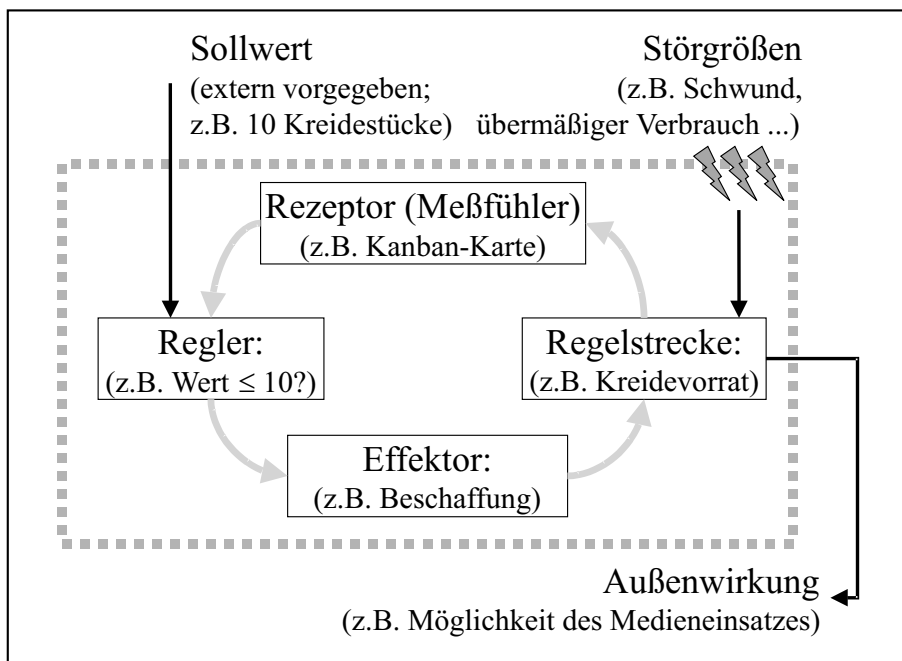 Sollwert
(extern vorgegeben;
z.B. 10 Kreidestücke)
Störgrößen
(z.B. Schwund,
übermäßiger Verbrauch ...)
Rezeptor (Meßfühler)
(z.B. Kanban-Karte)
Regler:
(z.B. Wert ≤ 10?)
Regelstrecke:
(z.B. Kreidevorrat)
Effektor:
(z.B. Beschaffung)
Außenwirkung
(z.B. Möglichkeit des Medieneinsatzes)